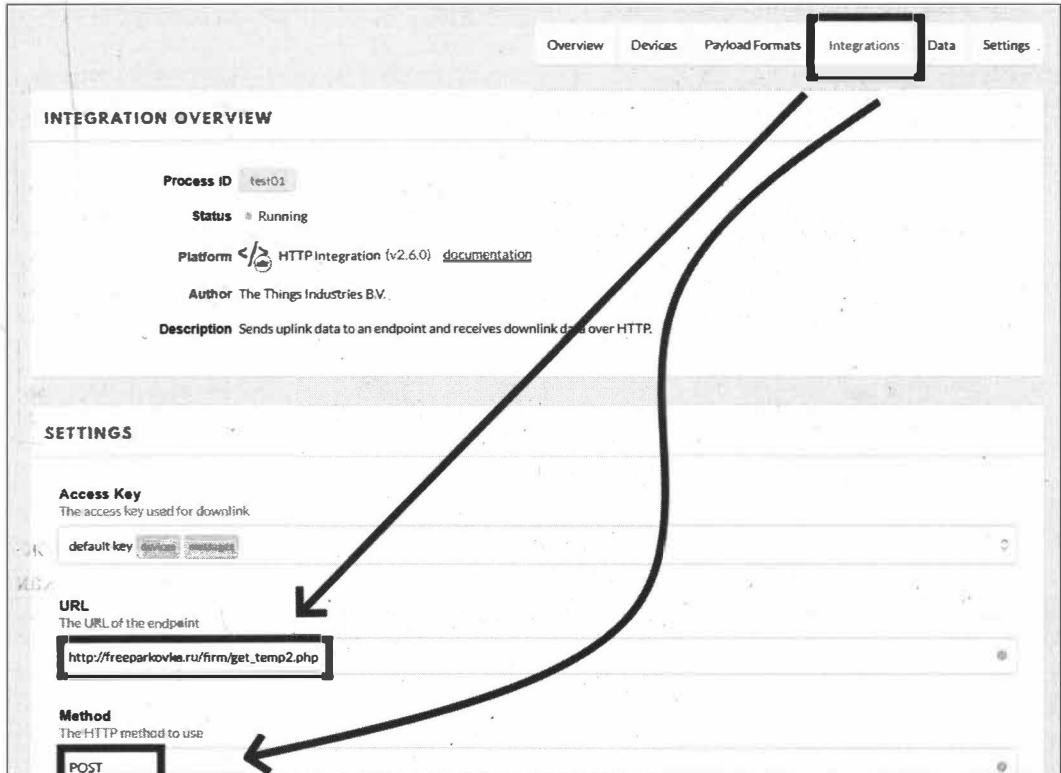 Overview Devices Payload Formats Integrations Data Settings
INTEGRATION OVERVIEW
Process ID test01
Status Running
Platform </> HTTP Integration (v2.6.0) documentation
Author The Things Industries B.V.
Description Sends uplink data to an endpoint and receives downlink data over HTTP.
SETTINGS
Access Key
The access key used for downlink
default key devices messages
URL
The URL of the endpoint
http://freeparkovka.ru/firm/get_temp2.php
Method
The HTTP method to use
POST